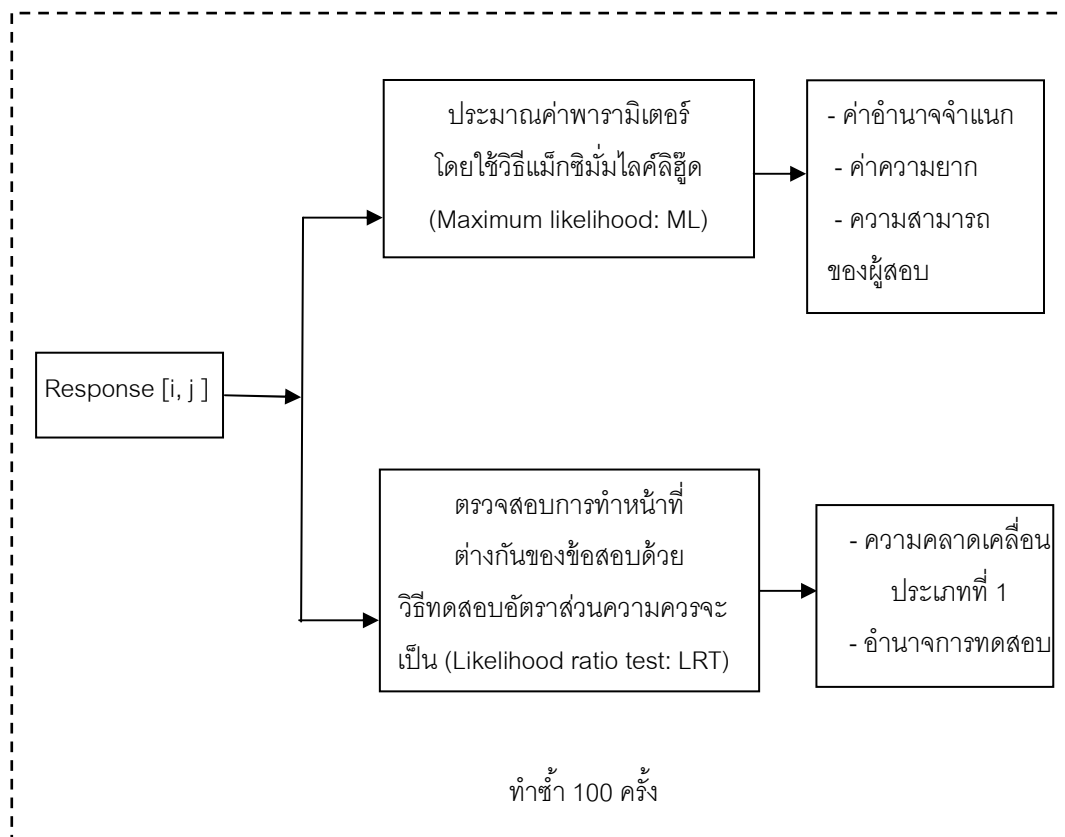 ประมาณค่าพารามิเตอร์
โดยใช้วิธีแม็กซิมั่มไลค์ลิฮู๊ด
(Maximum likelihood: ML)
- ค่าอำนาจจำแนก
- ค่าความยาก
- ความสามารถ
ของผู้สอบ
Response [i, j ]
ตรวจสอบการทำหน้าที่
ต่างกันของข้อสอบด้วย
วิธีทดสอบอัตราส่วนความควรจะ
เป็น (Likelihood ratio test: LRT)
- ความคลาดเคลื่อน
ประเภทที่ 1
- อำนาจการทดสอบ
ทำซ้ำ 100 ครั้ง